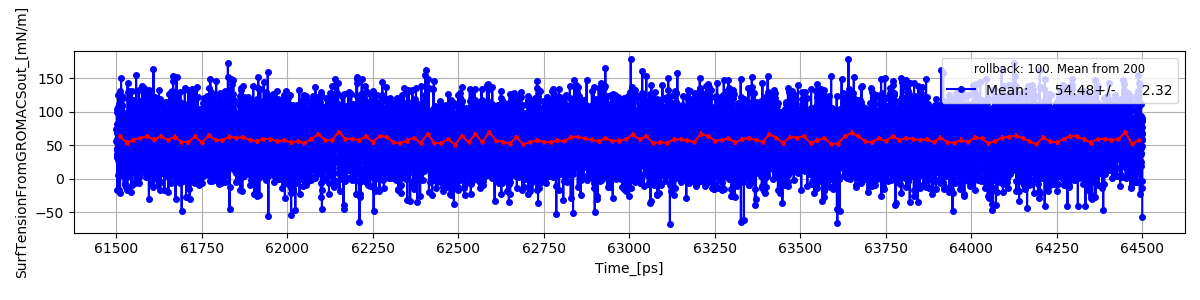 SurfTensionFromGROMACSout_[mN/m]
150
100
50
0
−50
rollback: 100. Mean from 200
Mean: 54.48+/- 2.32
61500 61750 62000 62250 62500 62750 63000 63250 63500 63750 64000 64250 64500
Time_[ps]